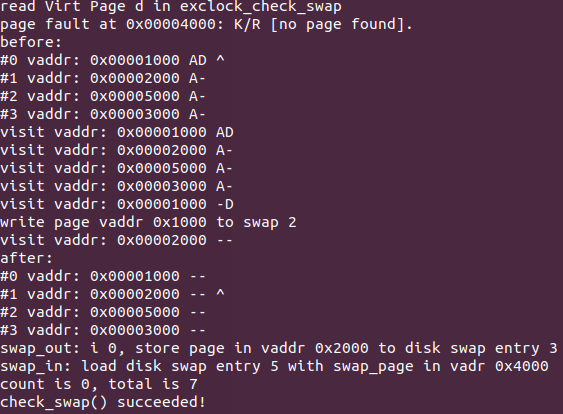 read Virt Page d in exclock_check_swap
page fault at 0x00004000: K/R [no page found].
before:
#0 vaddr: 0x00001000 AD ^
#1 vaddr: 0x00002000 A-
#2 vaddr: 0x00005000 A-
#3 vaddr: 0x00003000 A-
visit vaddr: 0x00001000 AD
visit vaddr: 0x00002000 A-
visit vaddr: 0x00005000 A-
visit vaddr: 0x00003000 A-
visit vaddr: 0x00001000 -D
write page vaddr 0x1000 to swap 2
visit vaddr: 0x00002000 --
after:
#0 vaddr: 0x00001000 --
#1 vaddr: 0x00002000 -- ^
#2 vaddr: 0x00005000 --
#3 vaddr: 0x00003000 --
swap_out: i 0, store page in vaddr 0x2000 to disk swap entry 3
swap_in: load disk swap entry 5 with swap_page in vadr 0x4000
count is 0, total is 7
check_swap() succeeded!